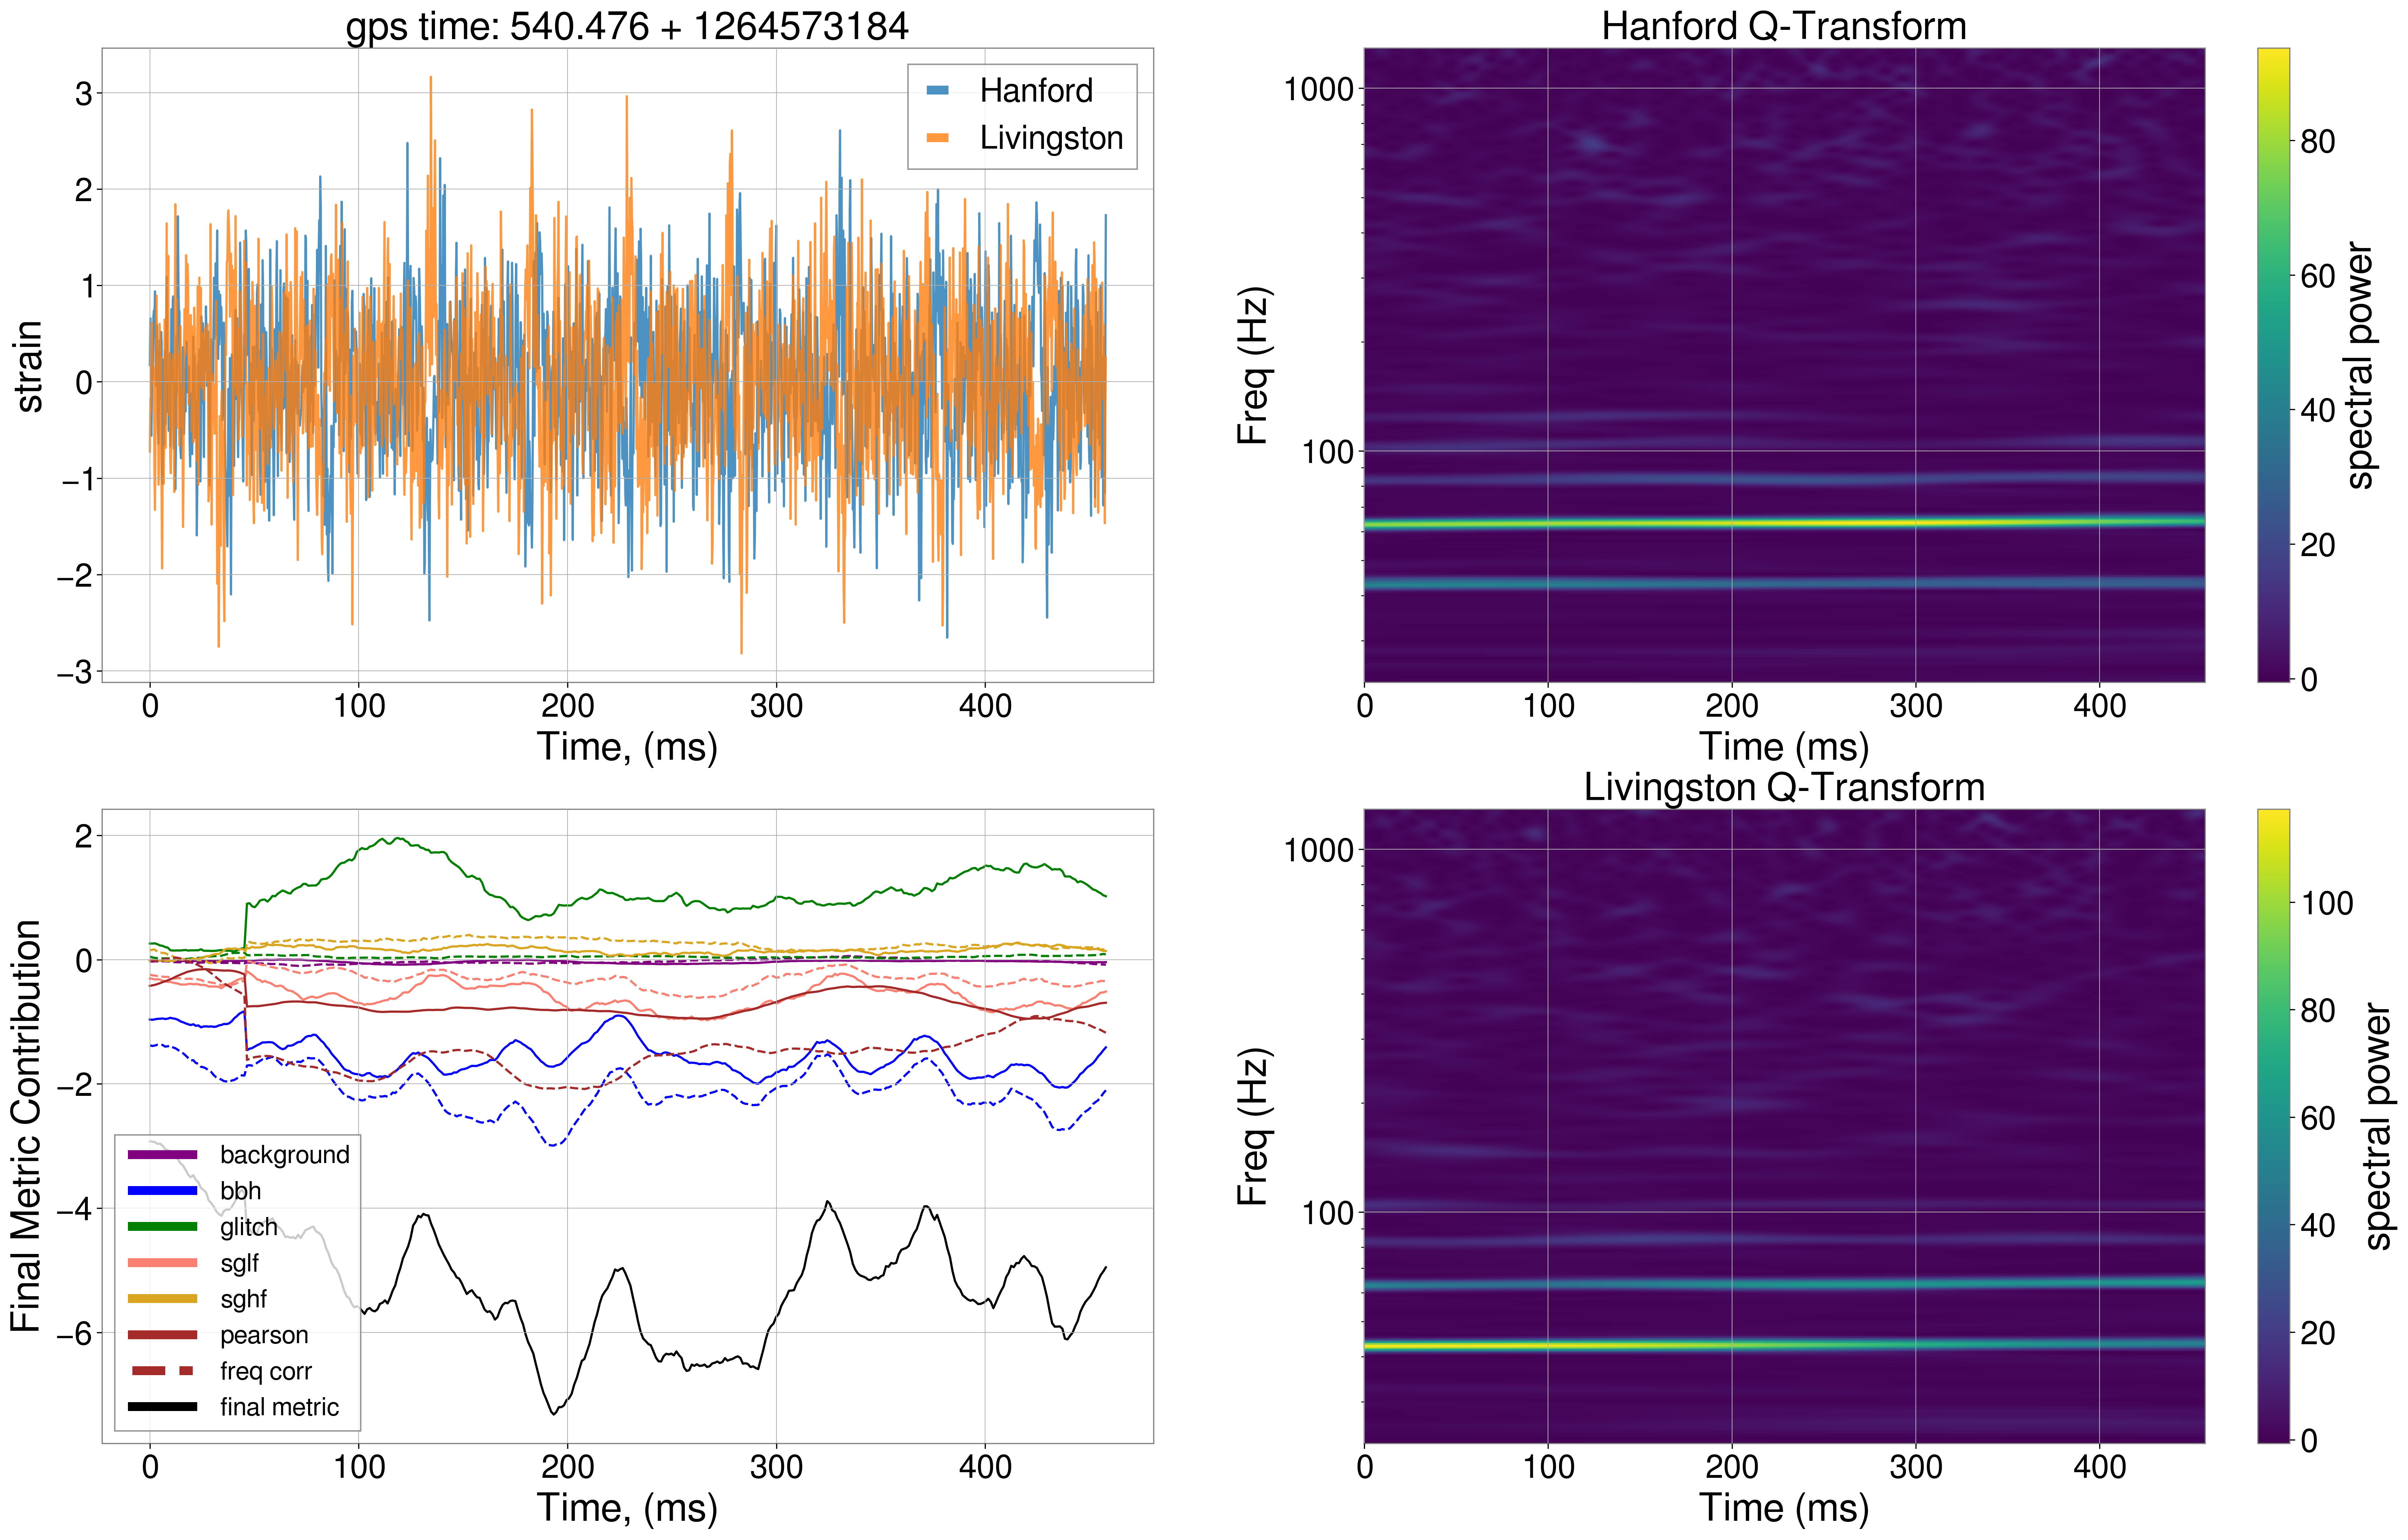 gps time: 540.476 + 1264573184
3
2
1
0
−1
−2
−3
strain
0
100
200
300
400
Time, (ms)
Hanford
Livingston
Hanford Q-Transform
1000
100
Freq (Hz)
0
100
200
300
400
Time (ms)
80
60
40
20
0
spectral power
2
0
−2
−4
−6
Final Metric Contribution
0
100
200
300
400
Time, (ms)
background
bbh
glitch
sglf
sghf
pearson
freq corr
final metric
Livingston Q-Transform
1000
100
Freq (Hz)
0
100
200
300
400
Time (ms)
100
80
60
40
20
0
spectral power